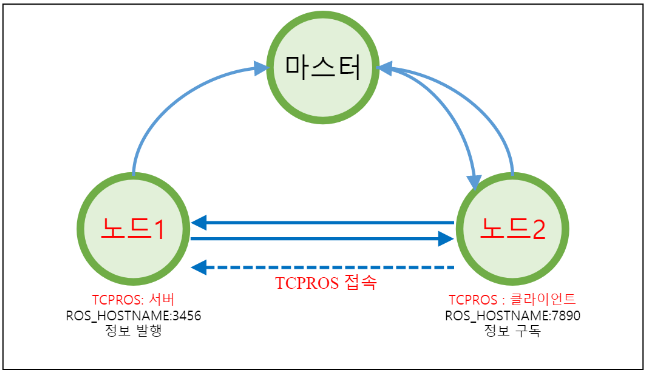 마스터
노드1
노드2
TCPROS 접속
TCPROS: 서버
ROS_HOSTNAME:3456
정보 발행
TCPROS : 클라이언트
ROS_HOSTNAME:7890
정보 구독